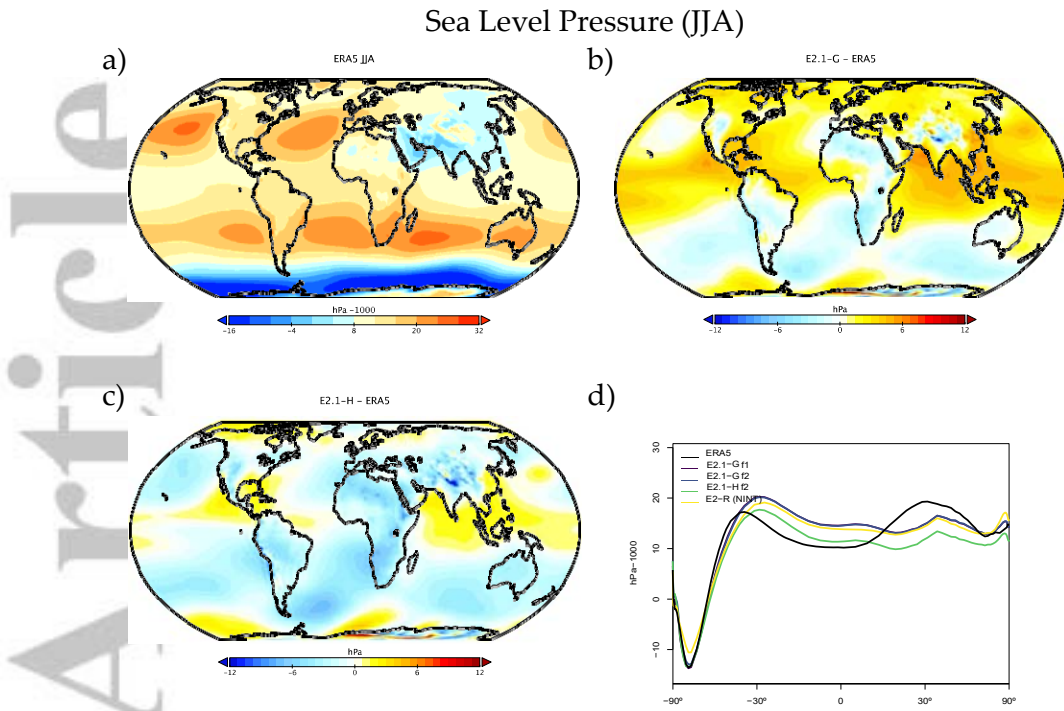 Sea Level Pressure (JJA)
a)
ERA5 JJA
hPa -1000
-16 -4 8 20 32
b)
E2.1-G - ERA5
hPa
-12 -6 0 6 12
c)
E2.1-H - ERA5
hPa
-12 -6 0 6 12
d)
ERA5
E2.1-G f1
E2.1-G f2
E2.1-H f2
E2-R (NINT)
hPa-1000
30
20
10
0
-10
-90° -30° 0 30° 90°
Article